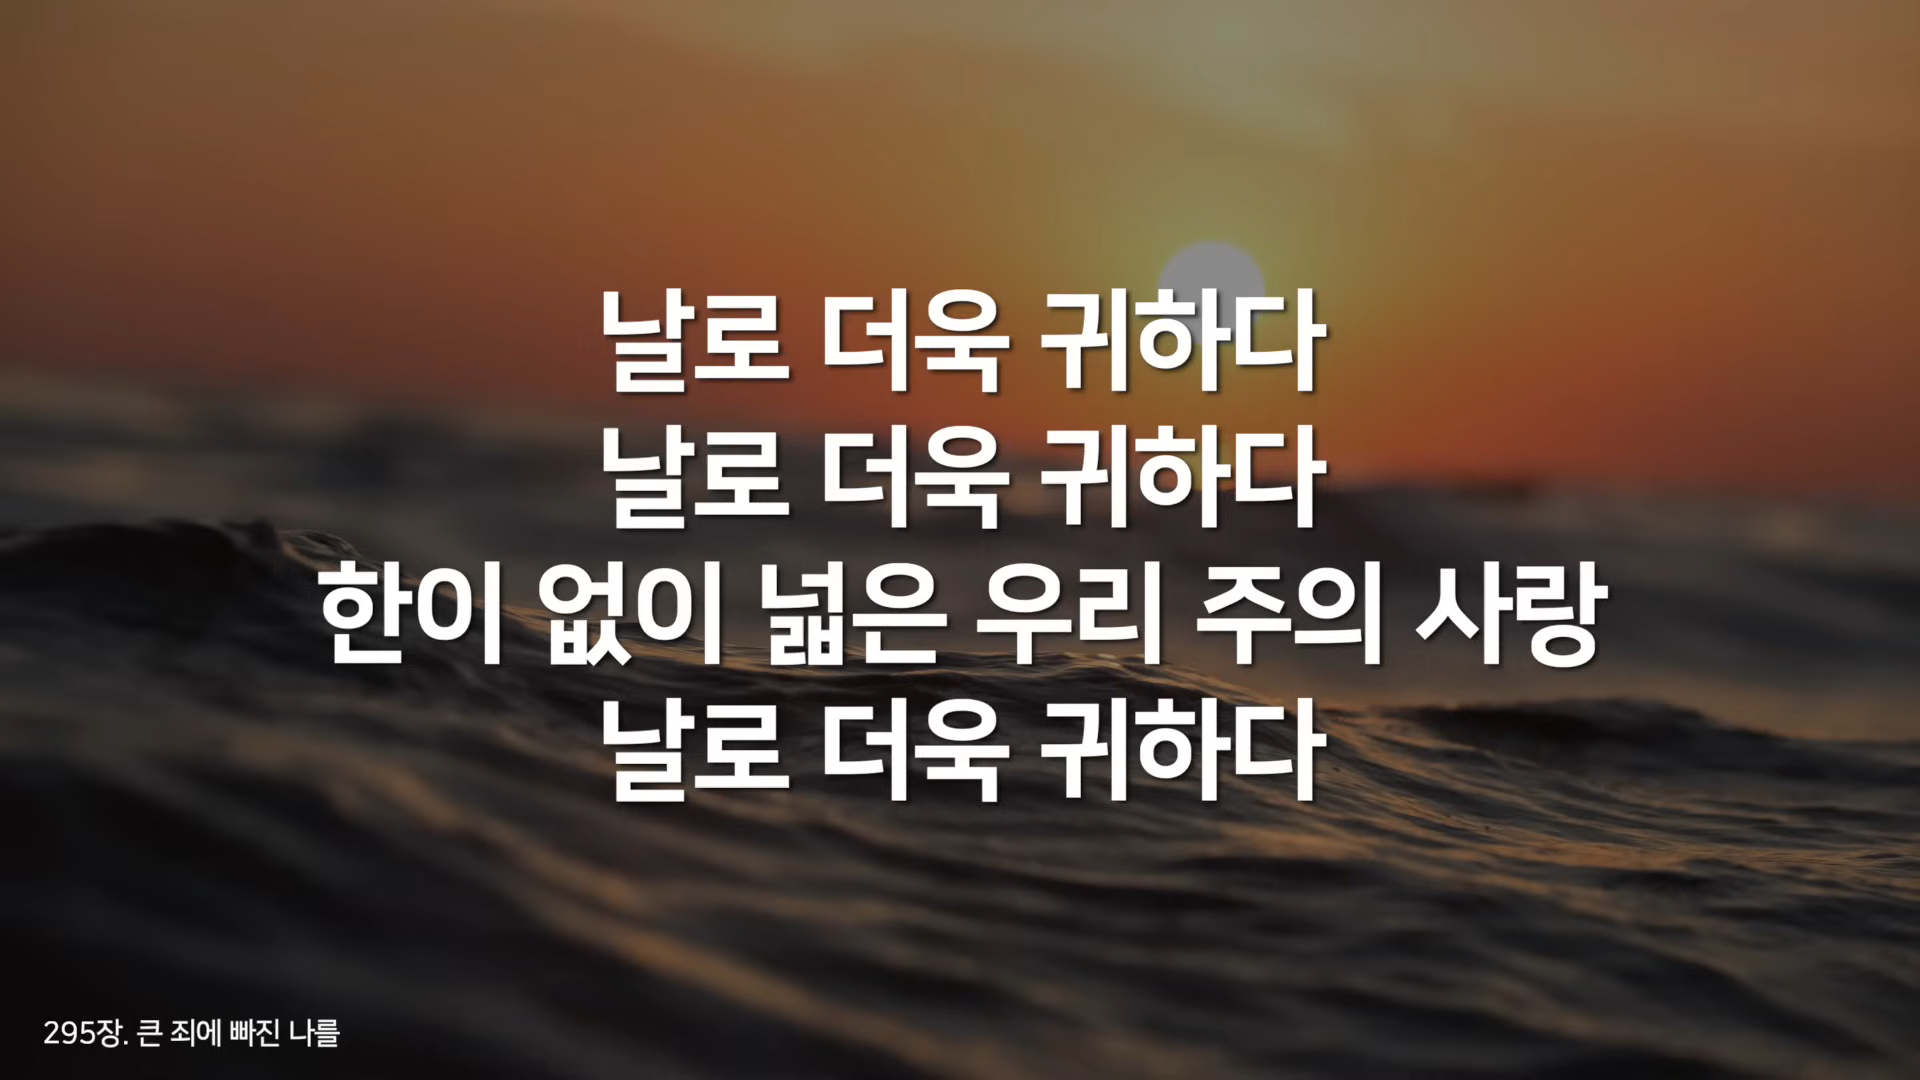 날로 더욱 귀하다
날로 더욱 귀하다
한이 없이 넓은 우리 주의 사랑
날로 더욱 귀하다
295장. 큰 죄에 빠진 나를